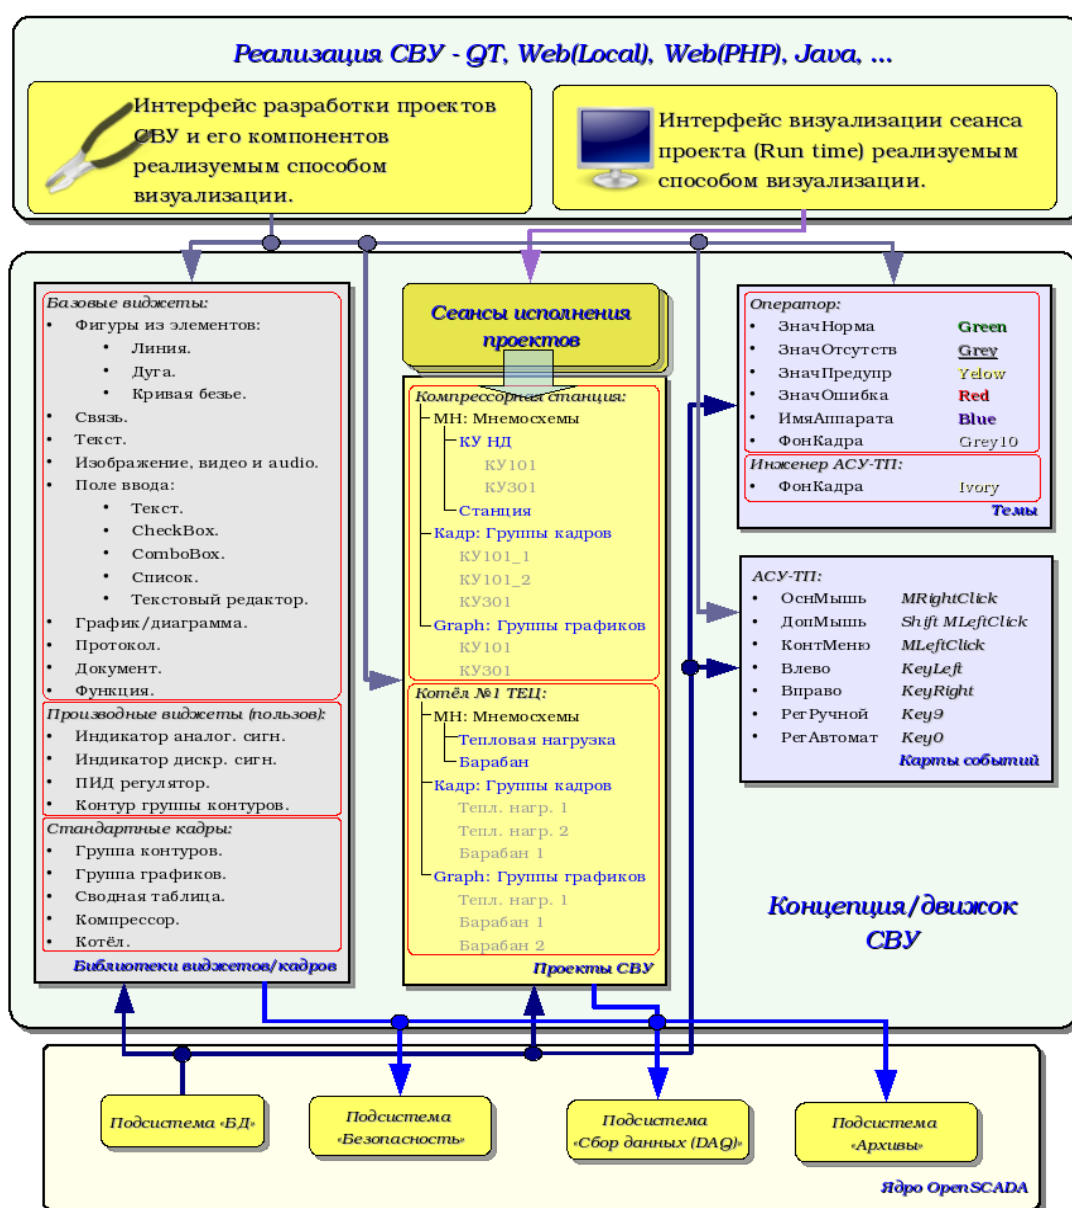 Реализация СВУ - QT, Web(Local), Web(PHP), Java, ...
Интерфейс разработки проектов
СВУ и его компонентов
реализуемым способом
визуализации.
Интерфейс визуализации сеанса
проекта (Run time) реализуемым
способом визуализации.
Базовые виджеты:
• Фигуры из элементов:
• Линия.
• Дуга.
• Кривая безье.
• Связь.
• Текст.
• Изображение, видео и audio.
• Поле ввода:
• Текст.
• CheckBox.
• ComboBox.
• Список.
• Текстовый редактор.
• График/диаграмма.
• Протокол.
• Документ.
• Функция.
Производные виджеты (пользов):
• Индикатор аналог. сигн.
• Индикатор дискр. сигн.
• ПИД регулятор.
• Контур группы контуров.
Стандартные кадры:
• Группа контуров.
• Группа графиков.
• Сводная таблица.
• Компрессор.
• Котёл.
Библиотеки виджетов/кадров
Сеансы исполнения
проектов
Компрессорная станция:
МН: Мнемосхемы
КУ НД
КУ101
КУ301
Станция
Кадр: Группы кадров
КУ101_1
КУ101_2
КУ301
Graph: Группы графиков
КУ101
КУ301
Котёл №1 ТЕЦ:
МН: Мнемосхемы
Тепловая нагрузка
Барабан
Кадр: Группы кадров
Тепл. нагр. 1
Тепл. нагр. 2
Барабан 1
Graph: Группы графиков
Тепл. нагр. 1
Барабан 1
Барабан 2
Проекты СВУ
Оператор:
• ЗначНорма Green
• ЗначОтсутств Grey
• ЗначПредупр Yelow
• ЗначОшибка Red
• ИмяАппарата Blue
• ФонКадра Grey10
Инженер АСУ-ТП:
• ФонКадра Ivory
Темы
АСУ-ТП:
• ОснМышь MRightClick
• ДопМышь Shift MLeftClick
• КонтМеню MLeftClick
• Влево KeyLeft
• Вправо KeyRight
• РегРучной Key9
• РегАвтомат Key0
Карты событий
Концепция/движок
СВУ
Подсистема «БД»
Подсистема
«Безопасность»
Подсистема
«Сбор данных (DAQ)»
Подсистема
«Архивы»
Ядро OpenSCADA